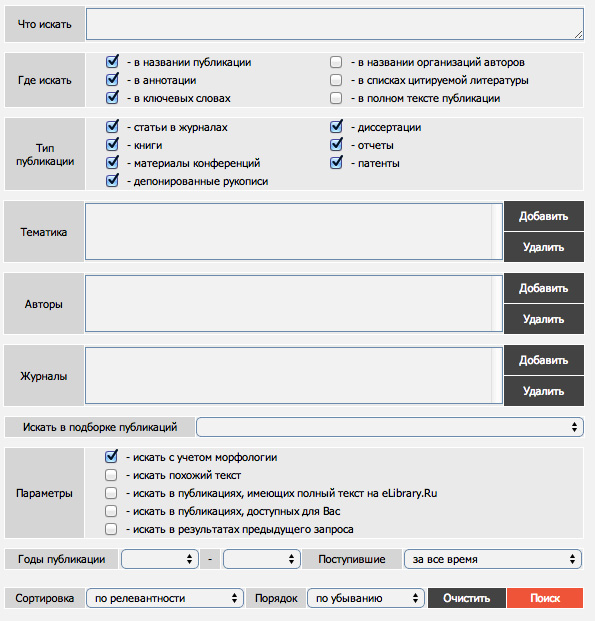 Что искать
Где искать
- в названии публикации
- в названии организаций авторов
- в аннотации
- в списках цитируемой литературы
- в ключевых словах
- в полном тексте публикации
Тип
публикации
- статьи в журналах
- диссертации
- книги
- отчеты
- материалы конференций
- патенты
- депонированные рукописи
Тематика
Добавить
Удалить
Авторы
Добавить
Удалить
Журналы
Добавить
Удалить
Искать в подборке публикаций
Параметры
- искать с учетом морфологии
- искать похожий текст
- искать в публикациях, имеющих полный текст на eLibrary.Ru
- искать в публикациях, доступных для Вас
- искать в результатах предыдущего запроса
Годы публикации - Поступившие за все время
Сортировка по релевантности Порядок по убыванию Очистить Поиск